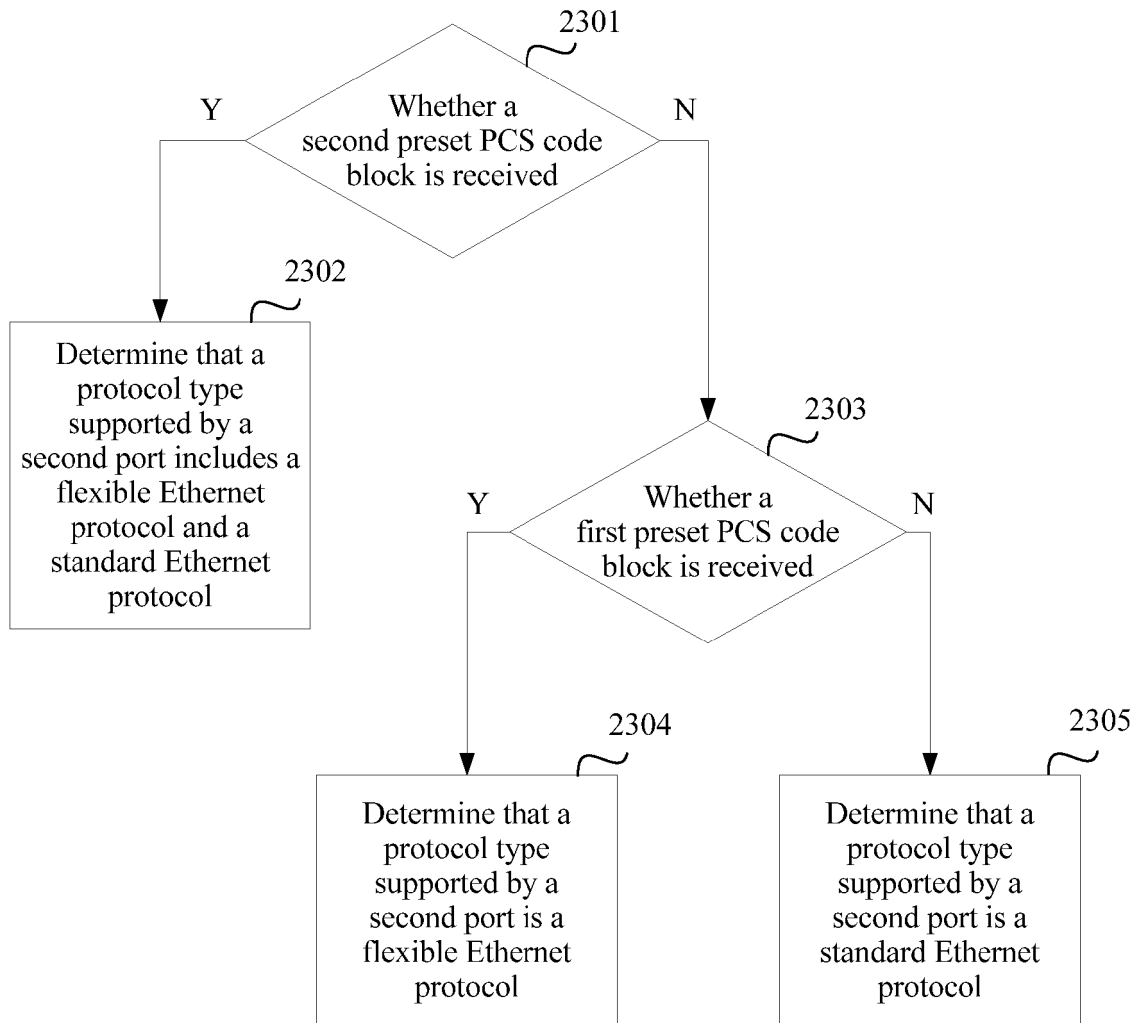 2301
Y
N
Whether a
second preset PCS code
block is received
2302
Determine that a
protocol type
supported by a
second port includes a
flexible Ethernet
protocol and a
standard Ethernet
protocol
2303
Y
N
Whether a
first preset PCS code
block is received
2304
Determine that a
protocol type
supported by a
second port is a
flexible Ethernet
protocol
2305
Determine that a
protocol type
supported by a
second port is a
standard Ethernet
protocol